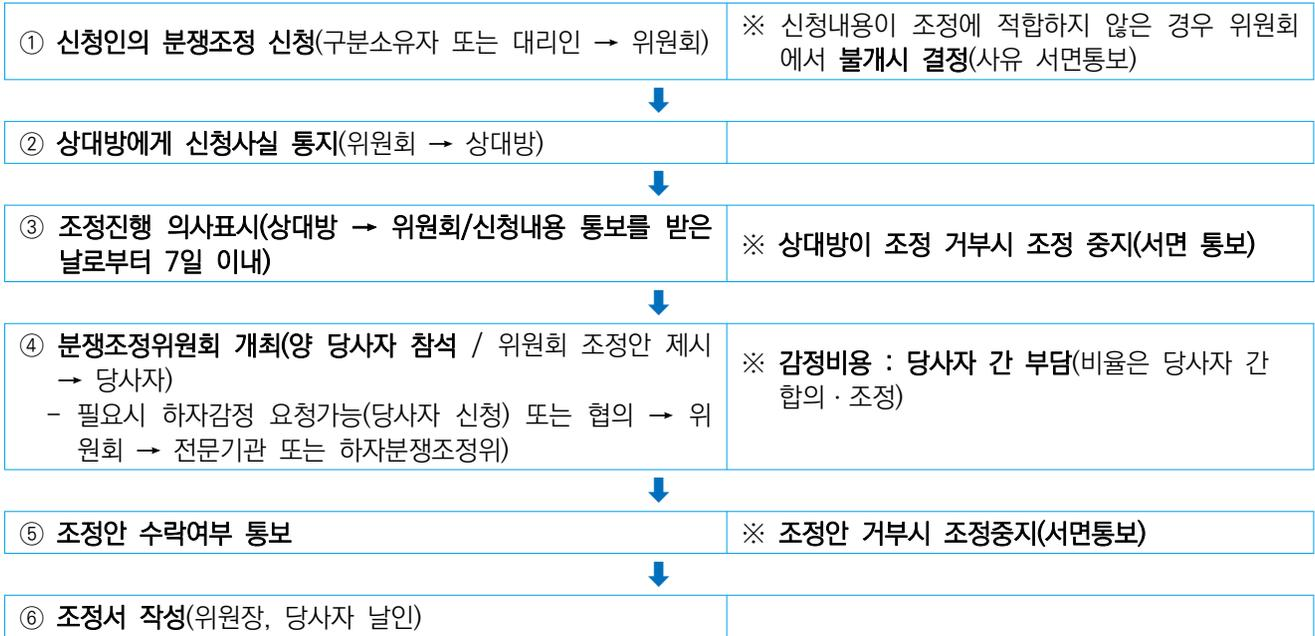 ① 신청인의 분쟁조정 신청(구분소유자 또는 대리인 → 위원회)
※ 신청내용이 조정에 적합하지 않은 경우 위원회
에서 불개시 결정(사유 서면통보)
② 상대방에게 신청사실 통지(위원회 → 상대방)
③ 조정진행 의사표시(상대방 → 위원회/신청내용 통보를 받은
날로부터 7일 이내)
※ 상대방이 조정 거부시 조정 중지(서면 통보)
④ 분쟁조정위원회 개최(양 당사자 참석 / 위원회 조정안 제시
→ 당사자)
- 필요시 하자감정 요청가능(당사자 신청) 또는 협의 → 위
원회 → 전문기관 또는 하자분쟁조정위)
※ 감정비용 : 당사자 간 부담(비율은 당사자 간
합의 · 조정)
⑤ 조정안 수락여부 통보
※ 조정안 거부시 조정중지(서면통보)
⑥ 조정서 작성(위원장, 당사자 날인)